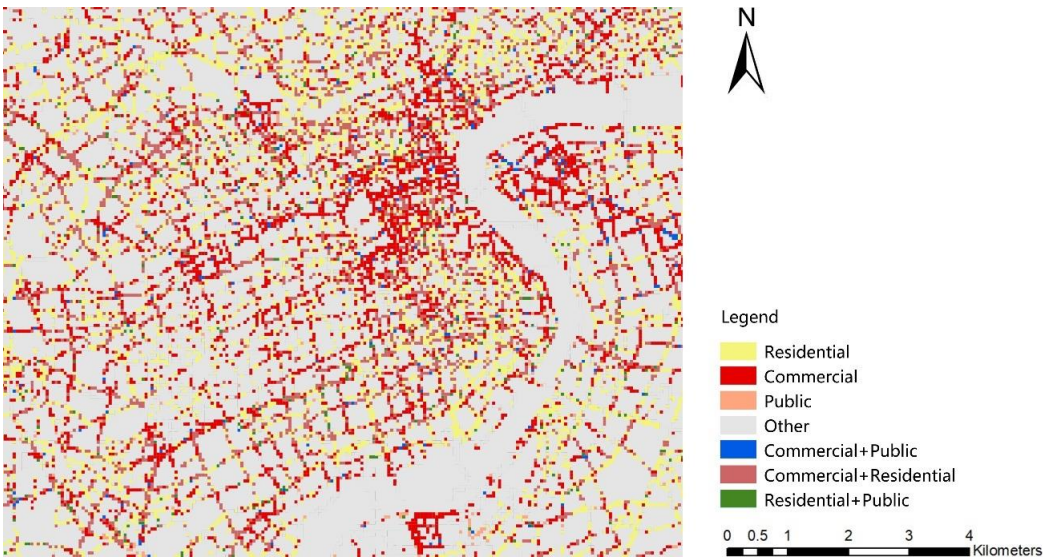 N
Legend
Residential
Commercial
Public
Other
Commercial+Public
Commercial+Residential
Residential+Public
0 0.5 1 2 3 4
Kilometers